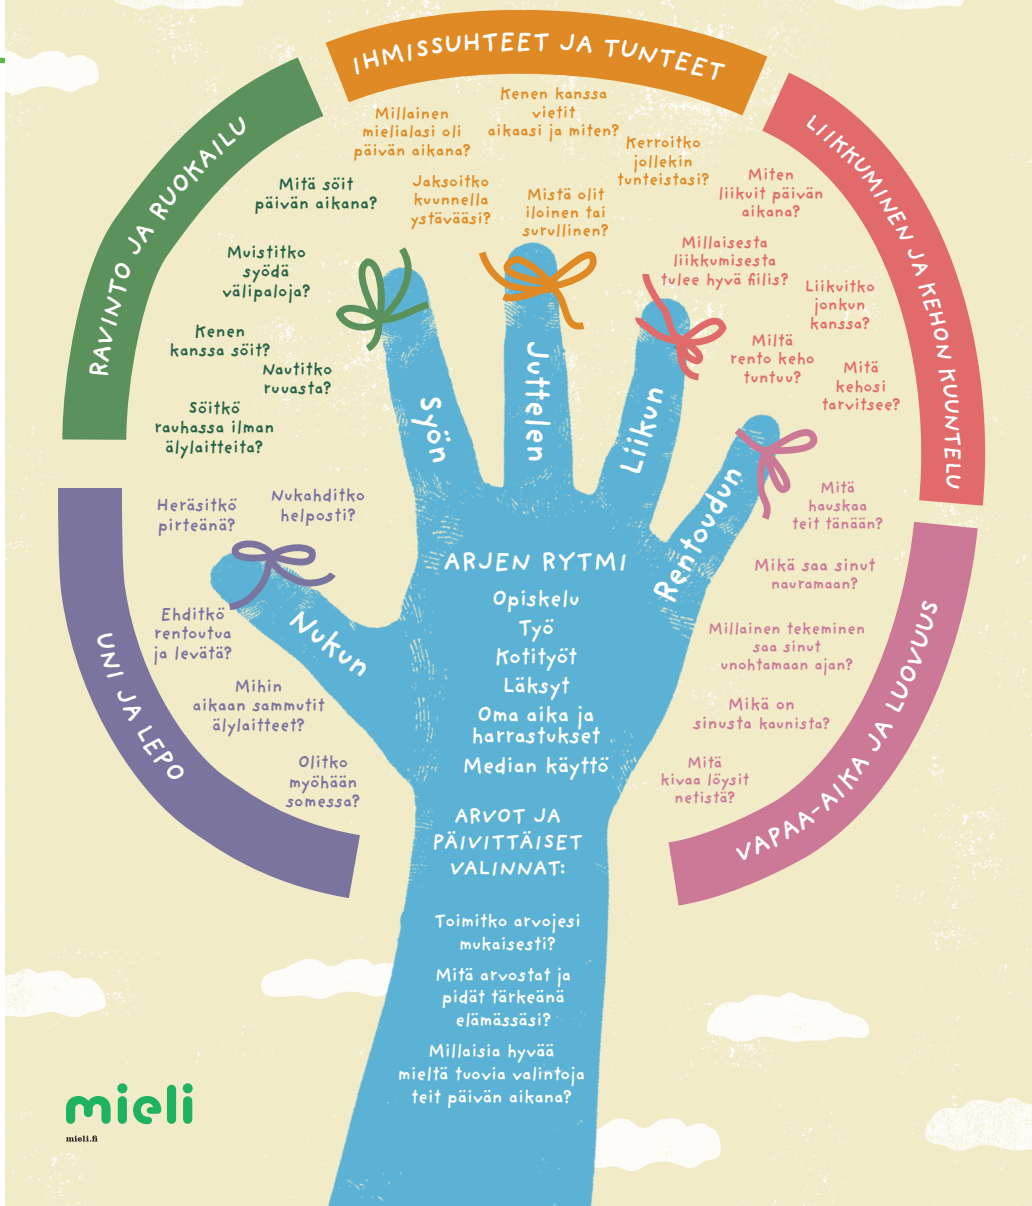 IHMISSUHTEET JA TUNTEET
Millainen
mielialasi oli
päivän aikana?
Kenen kanssa
vietit
aikaasi ja miten?
Kerroitko
jollekin
tunteistasi?
Jaksoitko
kuunnella
ystävääsi?
Mistä olit
iloinen tai
surullinen?
RAVINTO JA RUOKAILU
Mitä söit
päivän aikana?
Muistitko
syödä
välipaloja?
Kenen
kanssa söit?
Nautitko
ruuasta?
Söitkö
rauhassa ilman
älylaitteita?
LIIKKUMINEN JA KEHON KUUNTELU
Miten
liikuit päivän
aikana?
Millaisesta
liikkumisesta
tulee hyvä fiilis?
Liikuitko
jonkun
kanssa?
Miltä
rento keho
tuntuu?
Mitä
kehosi
tarvitsee?
UNI JA LEPO
Heräsitkö
pirteänä?
Nukahditko
helposti?
Ehditkö
rentoutua
ja levätä?
Mihin
aikaan sammutit
älylaitteet?
Olitko
myöhään
somessa?
VAPAA-AIKA JA LUOVUUS
Mitä
hauskaa
teit tänään?
Mikä saa sinut
nauramaan?
Millainen tekeminen
saa sinut
unohtamaan ajan?
Mikä on
sinusta kaunista?
Mitä
kivaa löysit
netistä?
Nukun
Syön
Juttelen
Liikun
Rentoudun
ARJEN RYTMI
Opiskelu
Työ
Kotityöt
Läksyt
Oma aika ja
harrastukset
Median käyttö
ARVOT JA
PÄIVITTÄISET
VALINNAT:
Toimitko arvojesi
mukaisesti?
Mitä arvostat ja
pidät tärkeänä
elämässäsi?
Millaisia hyvää
mieltä tuovia valintoja
teit päivän aikana?
mieli
mieli.fi